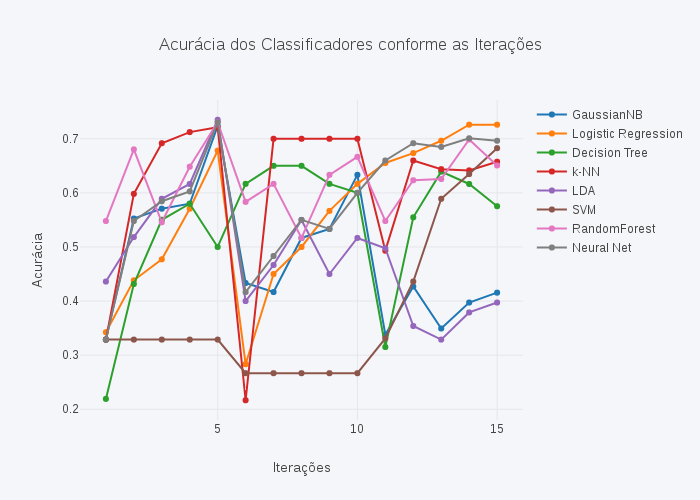 Acurácia dos Classificadores conforme as Iterações
GaussianNB
Logistic Regression
Decision Tree
k-NN
LDA
SVM
RandomForest
Neural Net
Acurácia
0.7
0.6
0.5
0.4
0.3
0.2
5
10
15
Iterações